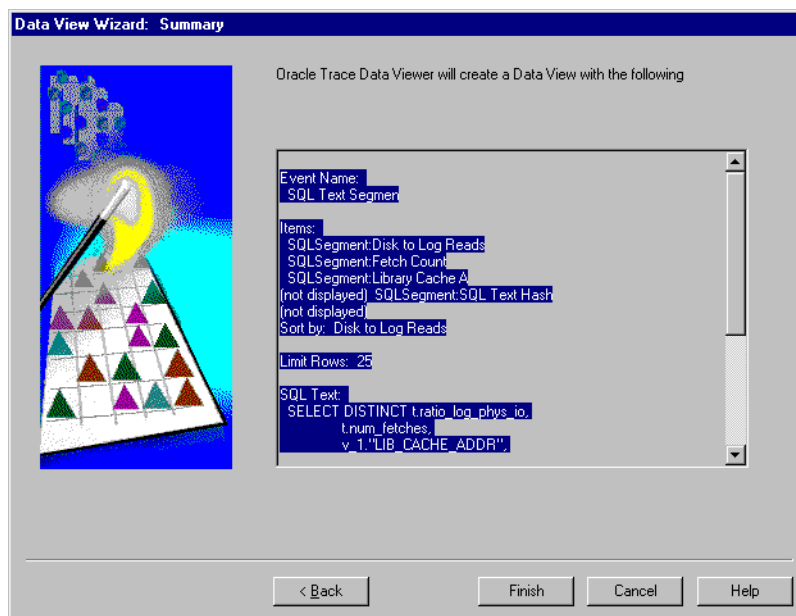 Data View Wizard: Summary
Oracle Trace Data Viewer will create a Data View with the following
Event Name:
SQL Text Segmen
Items:
SQLSegment:Disk to Log Reads
SQLSegment:Fetch Count
SQLSegment:Library Cache A
(not displayed) SQLSegment:SQL Text Hash
(not displayed)
Sort by: Disk to Log Reads
Limit Rows: 25
SQL Text:
SELECT DISTINCT t.ratio_log_phys_io,
t.num_fetches,
v_1."LIB_CACHE_ADDR",
< Back Finish Cancel Help